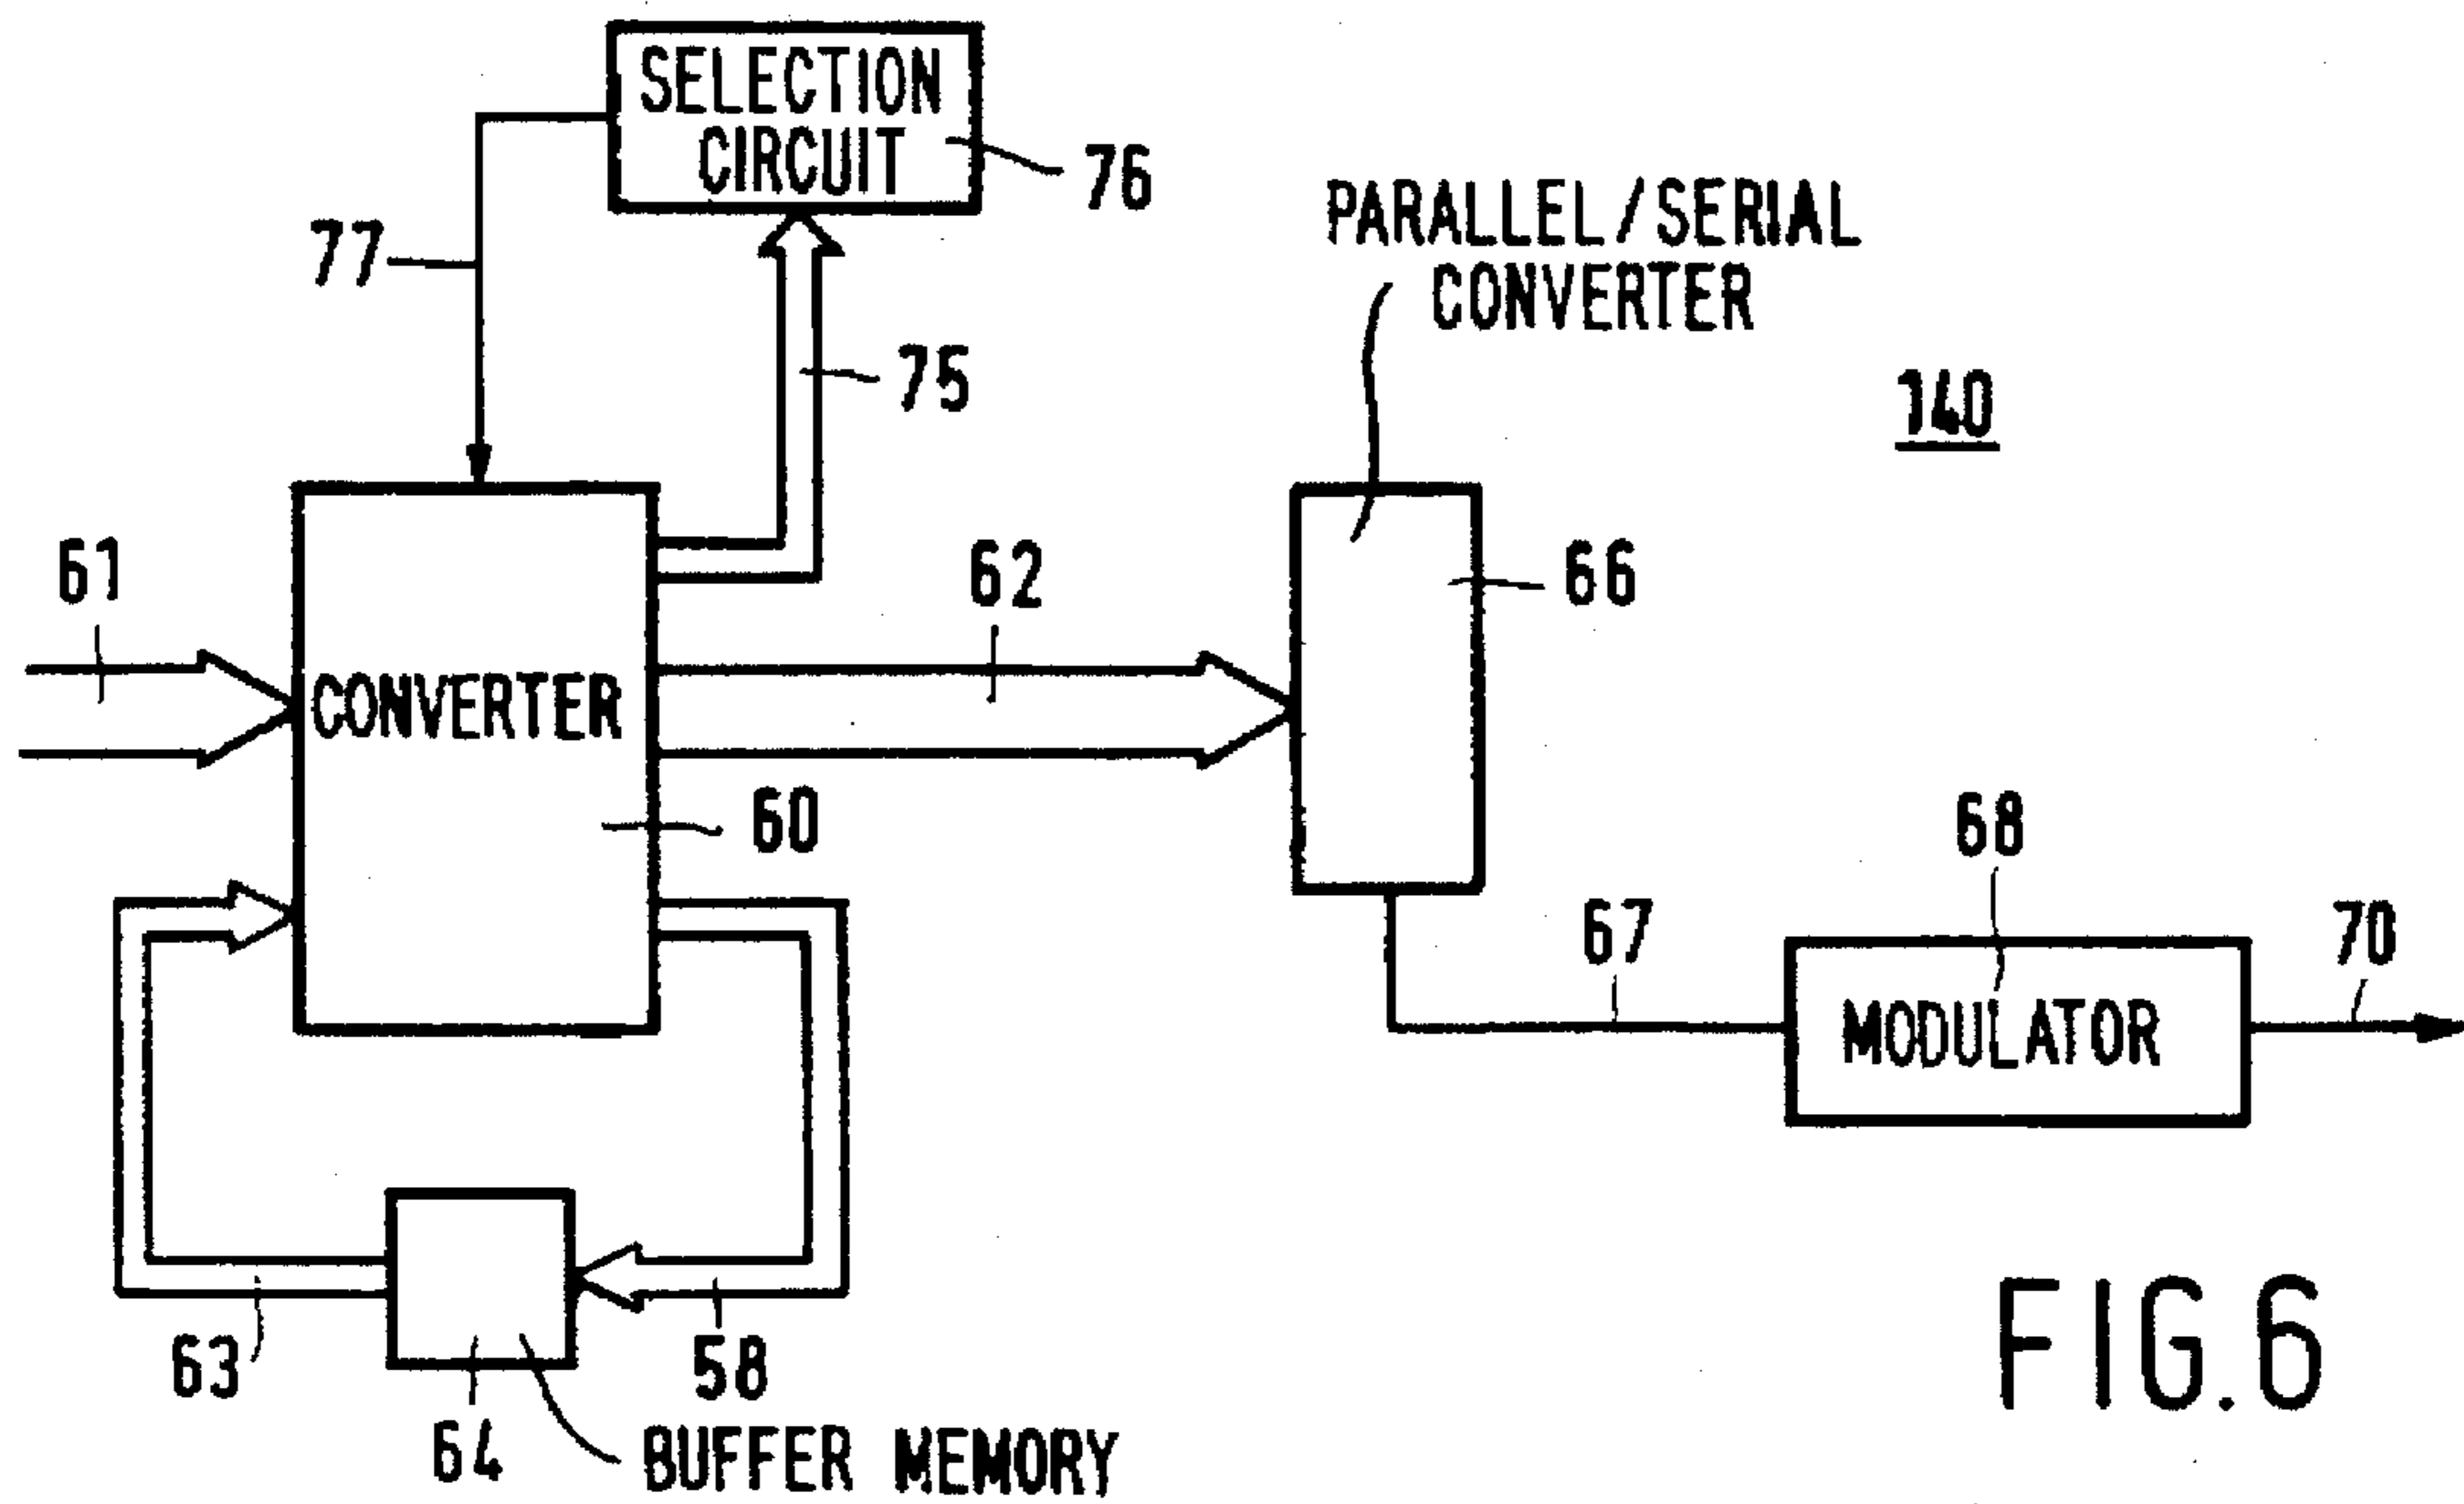 SELECTION
CIRCUIT
76
77
PARALLEL/SERIAL
CONVERTER
75
140
61
62
66
CONVERTER
60
68
67
70
MODULATOR
63
58
64
BUFFER MEMORY
FIG.6